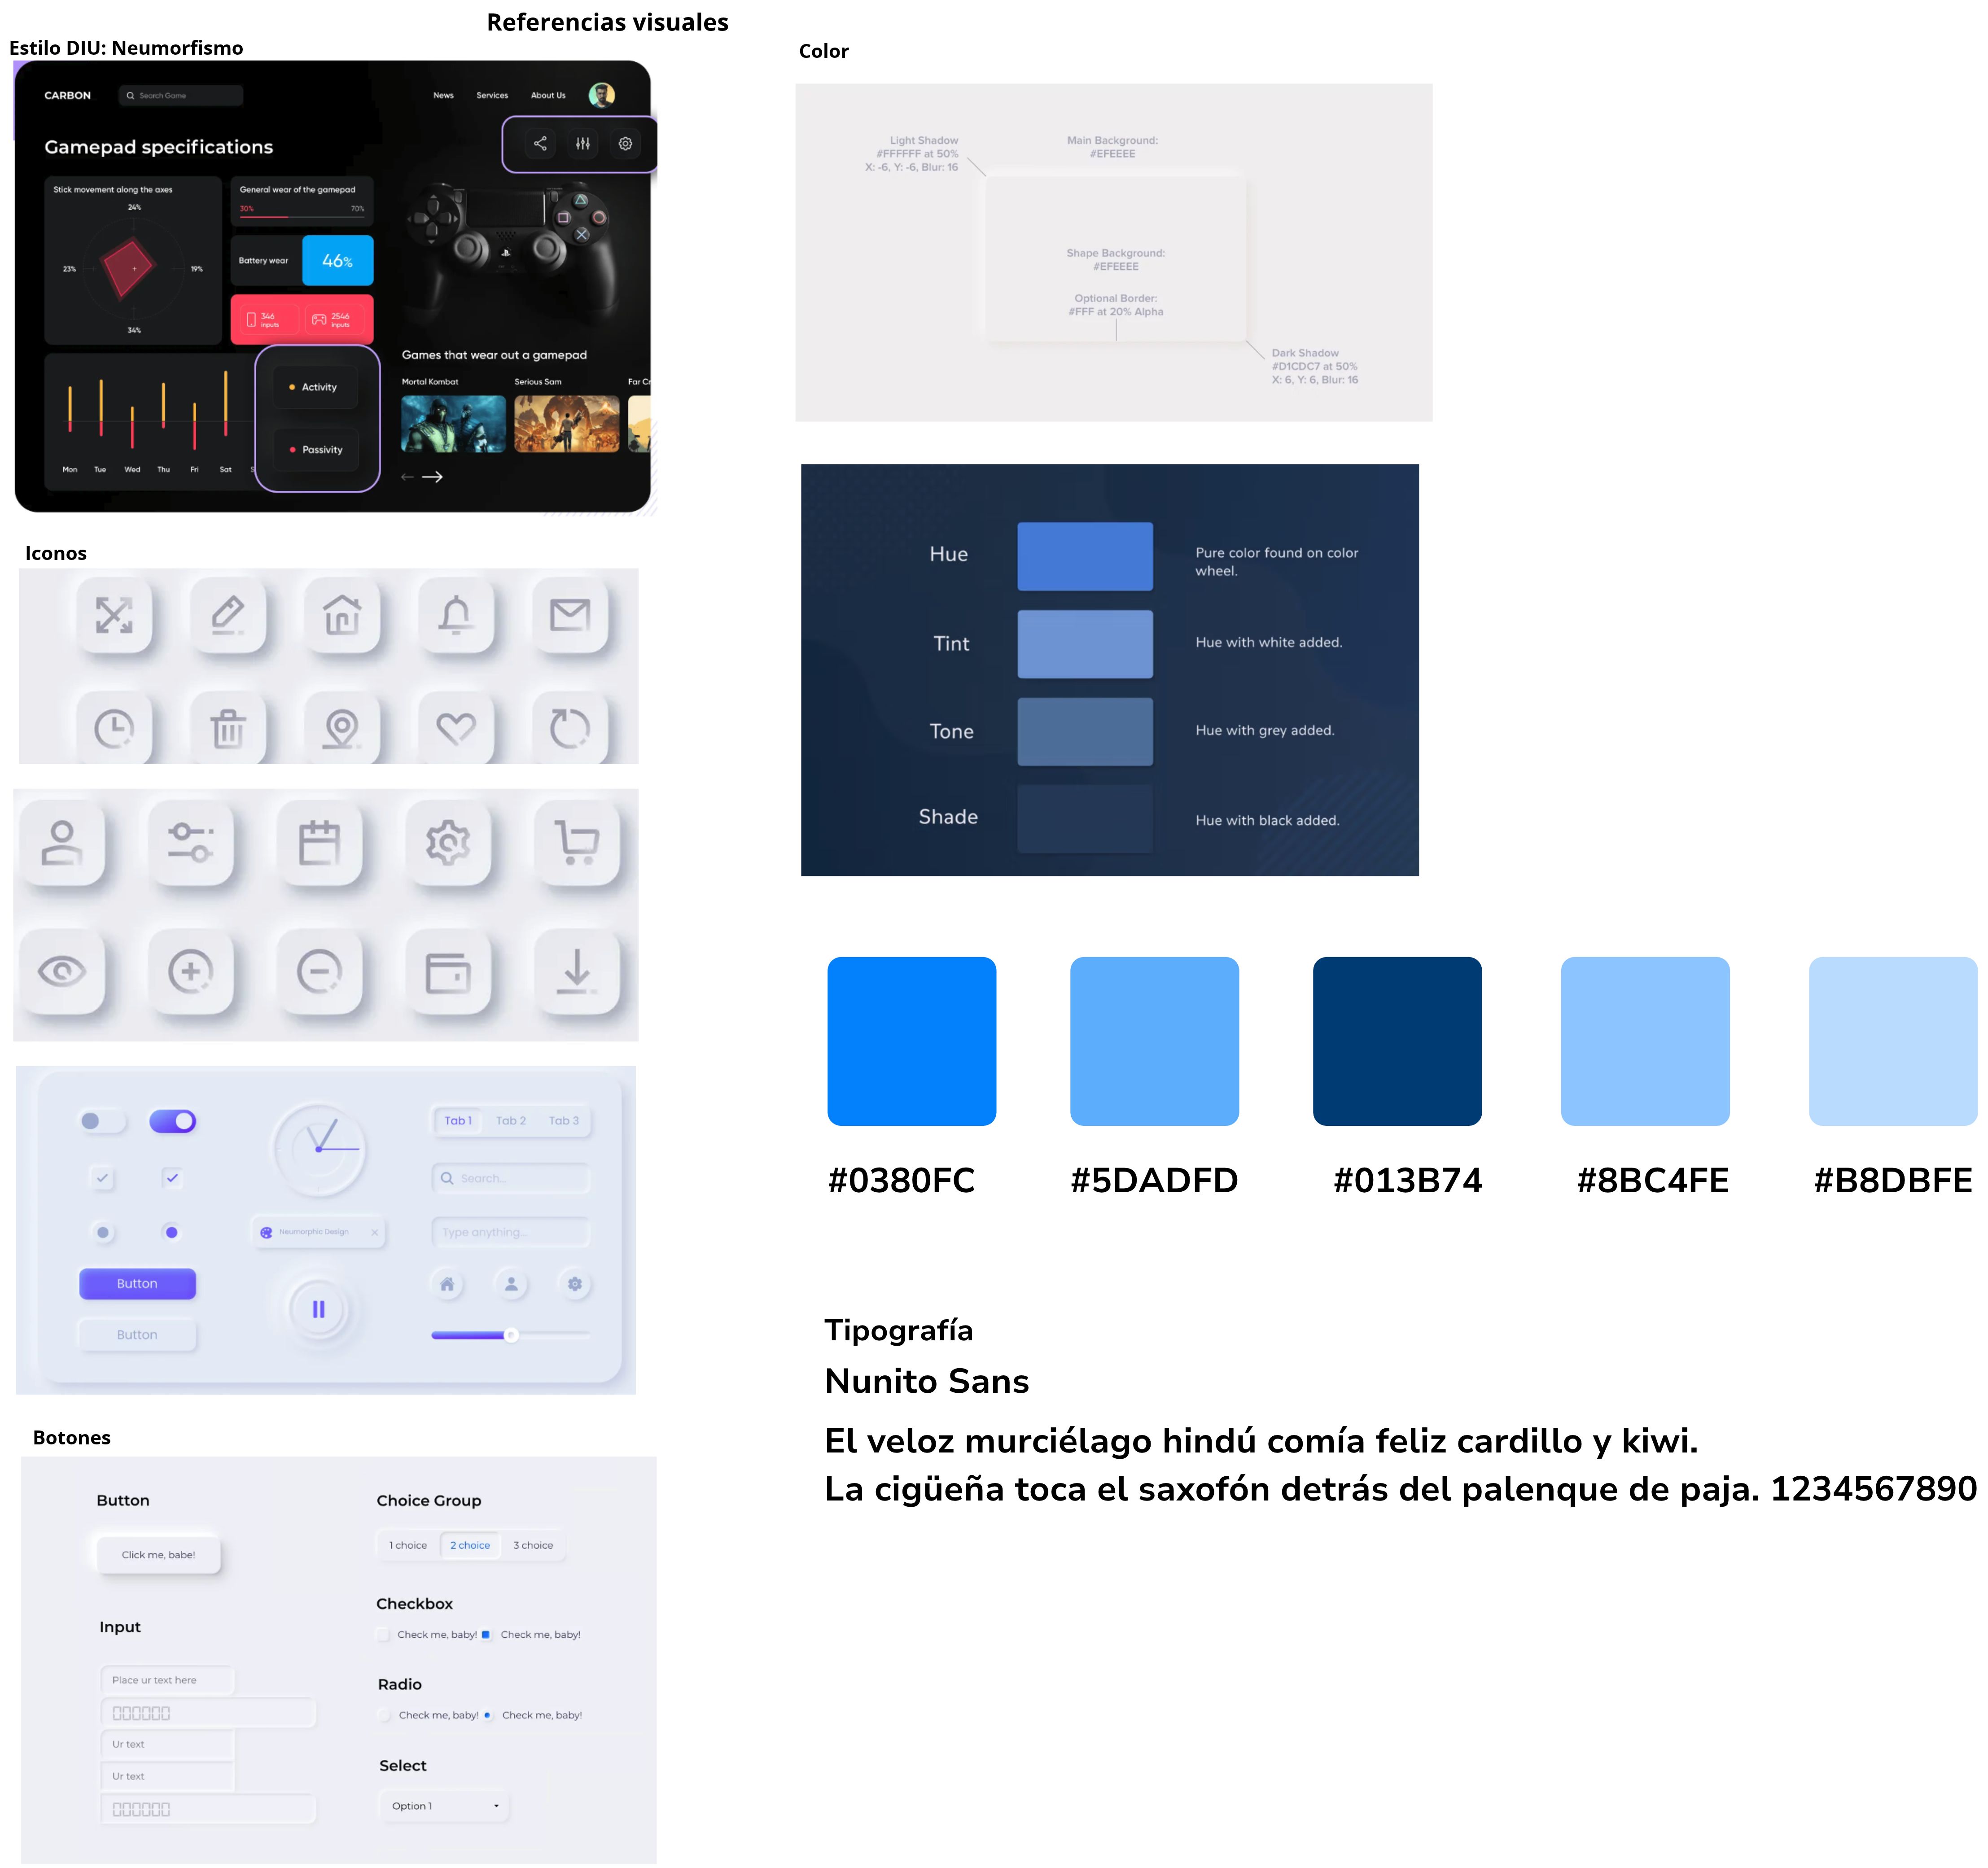 Referencias visuales
Estilo DIU: Neumorfismo
CARBON
Search Game
News
Services
About Us
Gamepad specifications
Stick movement along the axes
24%
23%
19%
34%
General wear of the gamepad
30%
70%
Battery wear
46%
346
inputs
2546
inputs
Activity
Passivity
Mon
Tue
Wed
Thu
Fri
Sat
S
Games that wear out a gamepad
Mortal Kombat
Serious Sam
Far Cr
Iconos
Tab 1
Tab 2
Tab 3
Search...
Neumorphic Design
Type anything...
Button
Button
Botones
Button
Click me, babe!
Input
Place ur text here
Ur text
Ur text
Choice Group
1 choice
2 choice
3 choice
Checkbox
Check me, baby!
Check me, baby!
Radio
Check me, baby!
Check me, baby!
Select
Option 1
Color
Light Shadow
#FFFFFF at 50%
X: -6, Y: -6, Blur: 16
Main Background:
#EFEEEE
Shape Background:
#EFEEEE
Optional Border:
#FFF at 20% Alpha
Dark Shadow
#D1CDC7 at 50%
X: 6, Y: 6, Blur: 16
Hue
Pure color found on color
wheel.
Tint
Hue with white added.
Tone
Hue with grey added.
Shade
Hue with black added.
#0380FC
#5DADFD
#013B74
#8BC4FE
#B8DBFE
Tipografía
Nunito Sans
El veloz murciélago hindú comía feliz cardillo y kiwi.
La cigüeña toca el saxofón detrás del palenque de paja. 1234567890